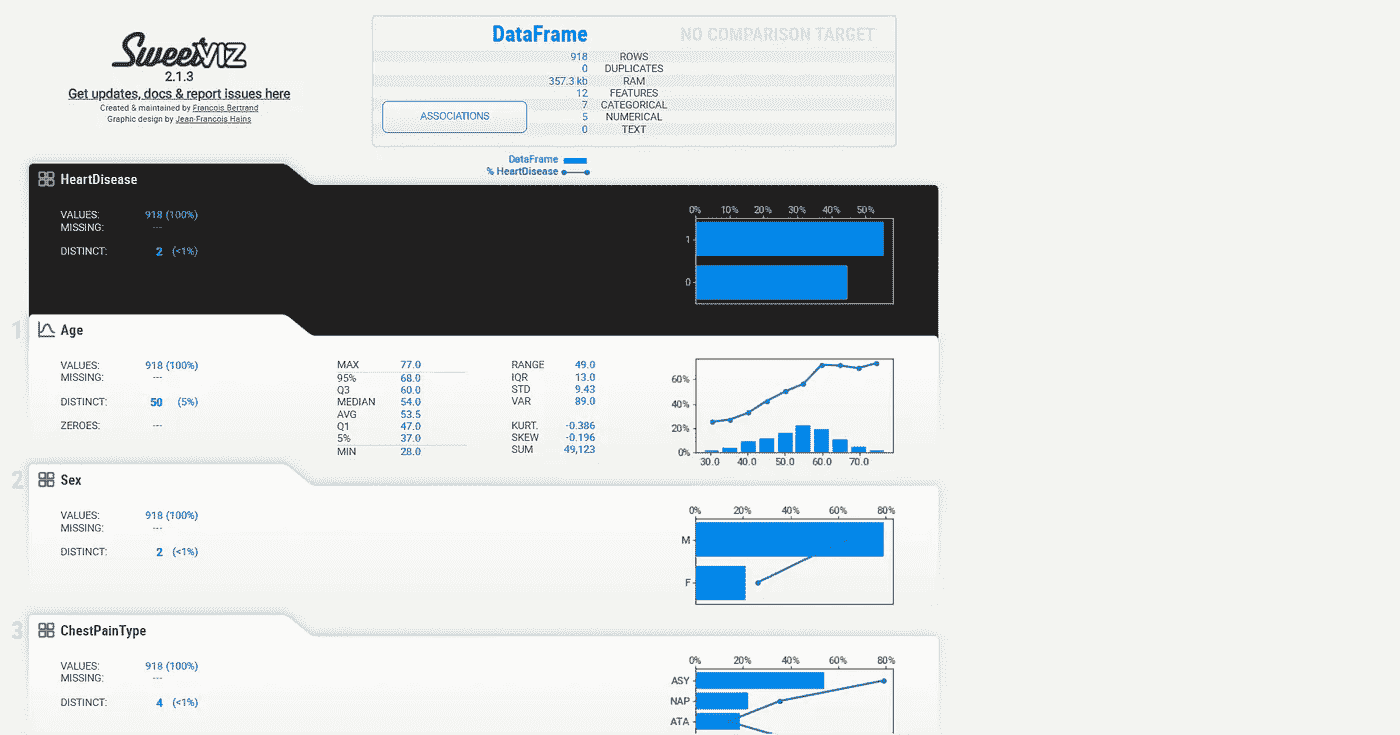 SweetVIZ
2.1.3
Get updates, docs & report issues here
Created & maintained by Francois Bertrand
Graphic design by Jean-Francois Hains
DataFrame NO COMPARISON TARGET
918 ROWS
0 DUPLICATES
357.3 kb RAM
12 FEATURES
7 CATEGORICAL
5 NUMERICAL
0 TEXT
ASSOCIATIONS
DataFrame
% HeartDisease
HeartDisease
VALUES: 918 (100%)
MISSING: ---
DISTINCT: 2 (<1%)
0% 10% 20% 30% 40% 50%
1
0
1
Age
VALUES: 918 (100%)
MISSING: ---
DISTINCT: 50 (5%)
ZEROES: ---
MAX 77.0
95% 68.0
Q3 60.0
MEDIAN 54.0
AVG 53.5
Q1 47.0
5% 37.0
MIN 28.0
RANGE 49.0
IQR 13.0
STD 9.43
VAR 89.0
KURT. -0.386
SKEW -0.196
SUM 49,123
60%
40%
20%
0%
30.0 40.0 50.0 60.0 70.0
2
Sex
VALUES: 918 (100%)
MISSING: ---
DISTINCT: 2 (<1%)
0% 20% 40% 60% 80%
M
F
3
ChestPainType
VALUES: 918 (100%)
MISSING: ---
DISTINCT: 4 (<1%)
0% 20% 40% 60% 80%
ASY
NAP
ATA